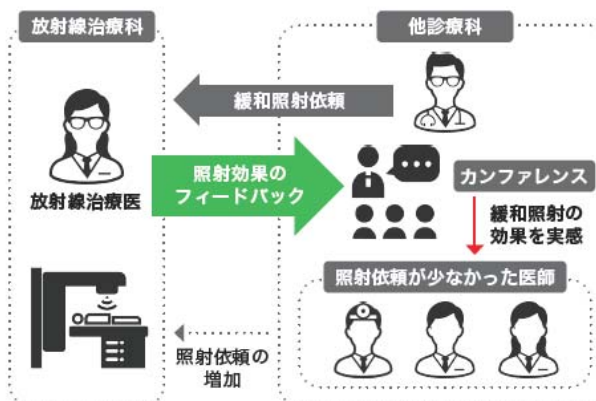 放射線治療科
他診療科
緩和照射依頼
放射線治療医
照射効果の
フィードバック
カンファレンス
緩和照射の
効果を実感
照射依頼が少なかった医師
照射依頼の
増加